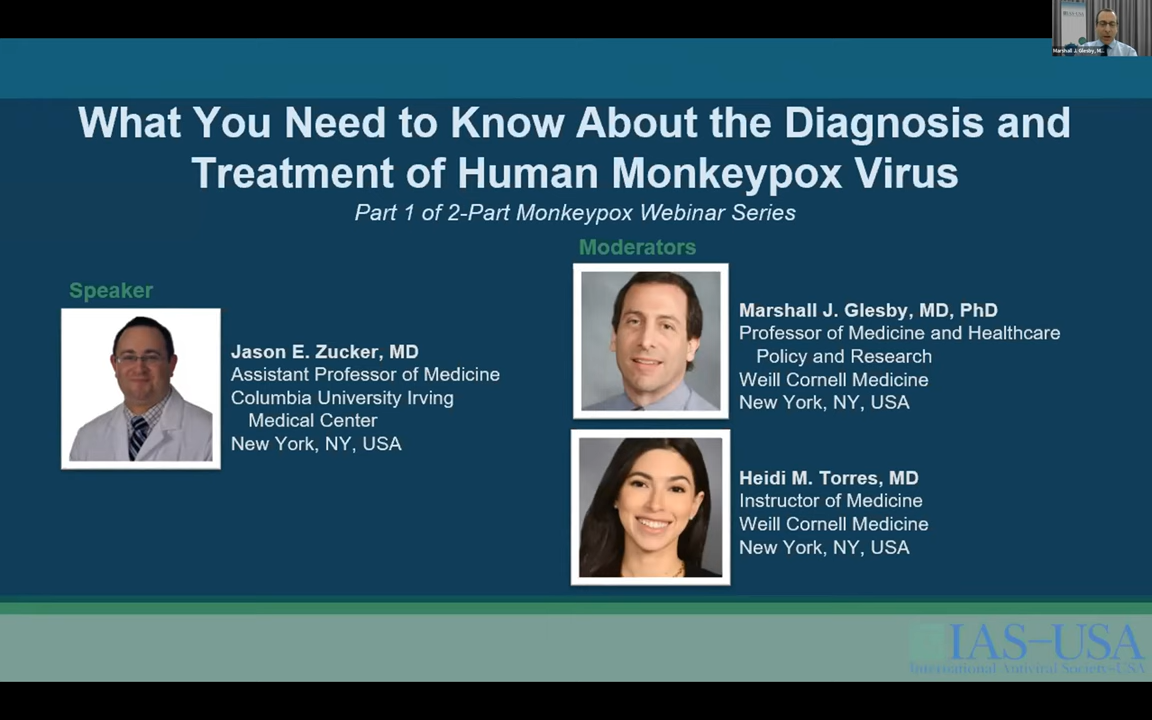 Marshall J. Glesby, M...
What You Need to Know About the Diagnosis and
Treatment of Human Monkeypox Virus
Part 1 of 2-Part Monkeypox Webinar Series
Speaker
Jason E. Zucker, MD
Assistant Professor of Medicine
Columbia University Irving
Medical Center
New York, NY, USA
Moderators
Marshall J. Glesby, MD, PhD
Professor of Medicine and Healthcare
Policy and Research
Weill Cornell Medicine
New York, NY, USA
Heidi M. Torres, MD
Instructor of Medicine
Weill Cornell Medicine
New York, NY, USA
IAS–USA
International Antiviral Society–USA